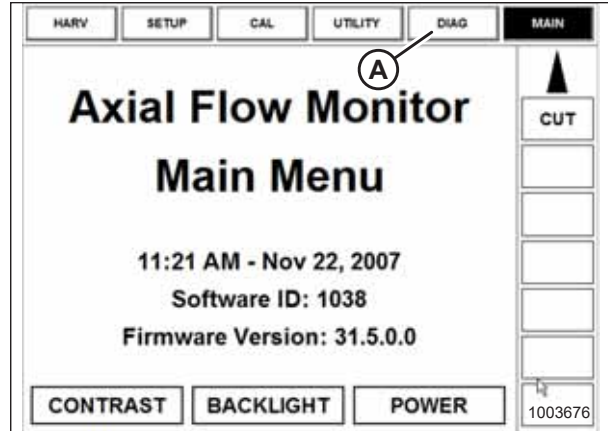 HARV SETUP CAL UTILITY DIAG MAIN
A
Axial Flow Monitor
CUT
Main Menu
11:21 AM - Nov 22, 2007
Software ID: 1038
Firmware Version: 31.5.0.0
CONTRAST BACKLIGHT POWER
1003676